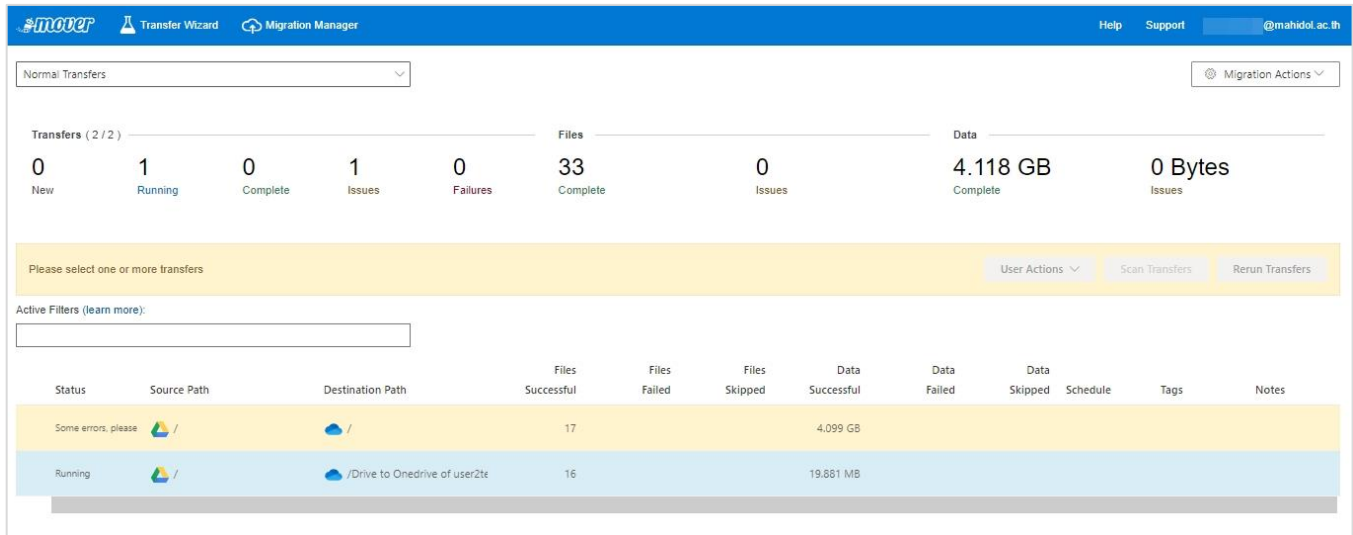 mover Transfer Wizard Migration Manager Help Support @mahidol.ac.th
Normal Transfers Migration Actions
Transfers ( 2 / 2 ) Files Data
0 1 0 1 0 33 0 4.118 GB 0 Bytes
New Running Complete Issues Failures Complete Issues Complete Issues
Please select one or more transfers User Actions Scan Transfers Rerun Transfers
Active Filters (learn more):
Files Files Files Data Data Data
Status Source Path Destination Path Successful Failed Skipped Successful Failed Skipped Schedule Tags Notes
Some errors, please / / 17 4.099 GB
Running / /Drive to Onedrive of user2te 16 19.881 MB